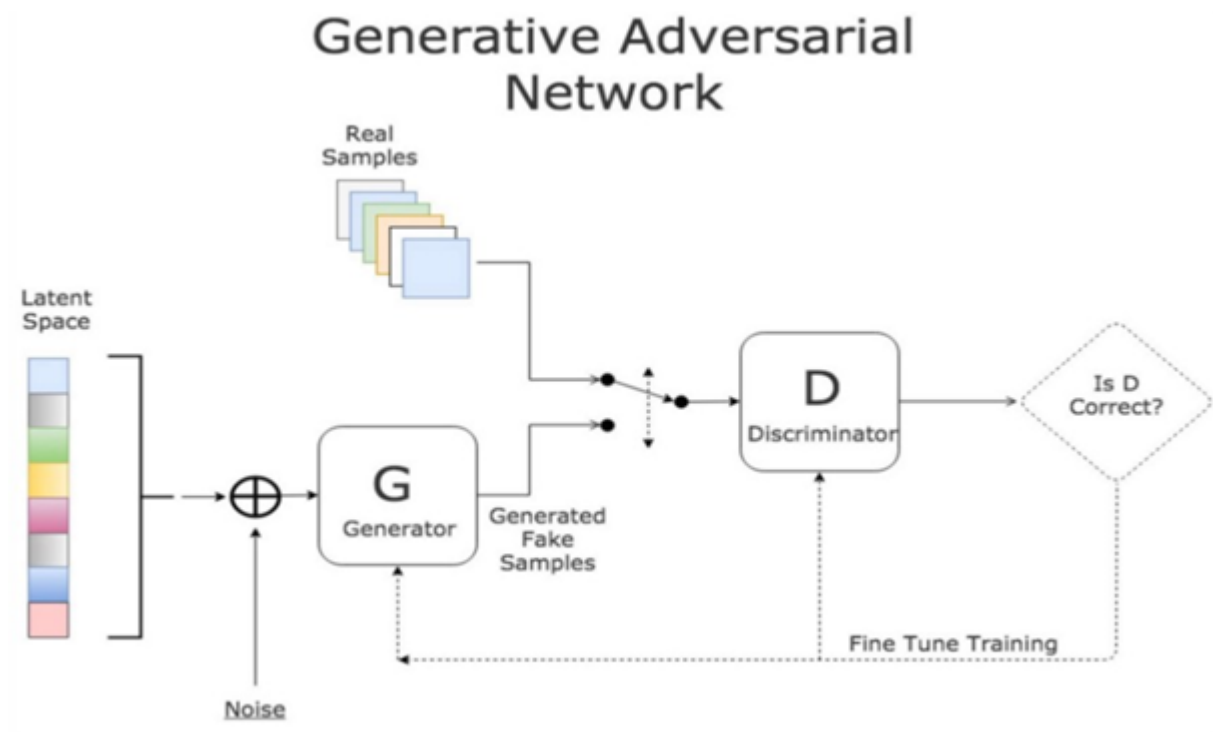 Generative Adversarial
Network
Real
Samples
Latent
Space
Is D
Correct?
D
Discriminator
G
Generator
Generated
Fake
Samples
Fine Tune Training
Noise